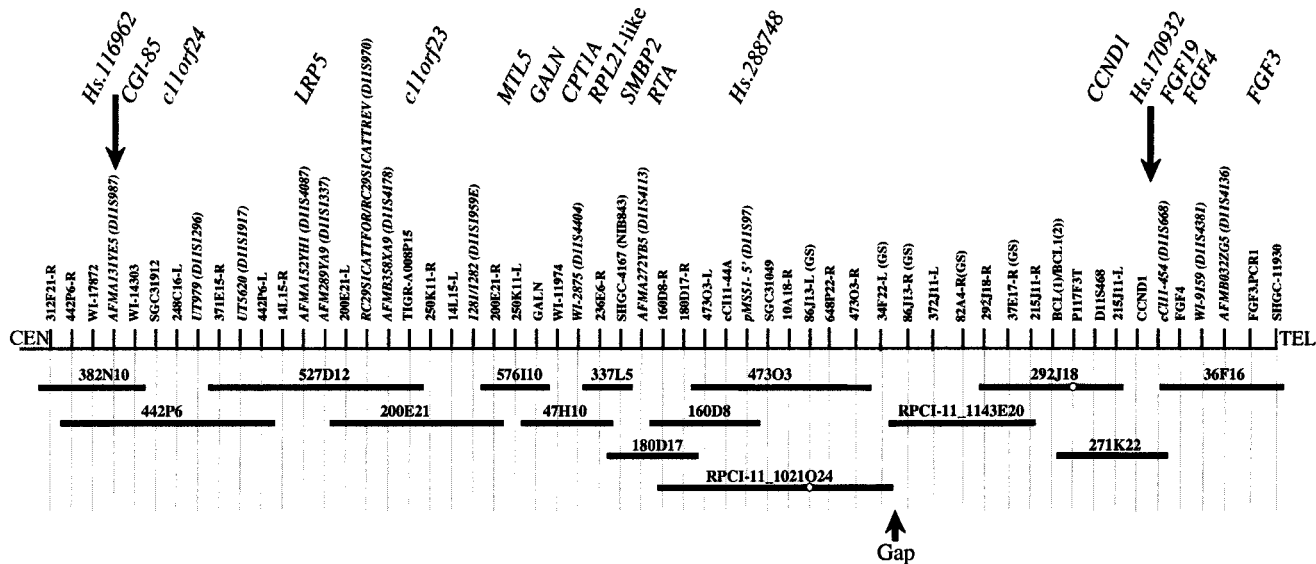 Hs.116962
CGI-85
c11orf24
LRP5
c11orf23
MTL5
GALN
CPT1A
RPL21-like
SMBP2
RTA
Hs.288748
CCND1
Hs.170932
FGF19
FGF4
FGF3
312F21-R
442P6-R
WI-17872
AFMA131YE5 (D11S987)
WI-14303
SGC31912
248C16-L
UT979 (D11S1296)
371E15-R
UT5620 (D11S1917)
442P6-L
14L15-R
AFMA152YH1 (D11S4087)
AFM289YA9 (D11S1337)
200E21-L
RC29S1CATTFOR/RC29S1CATTREV (D11S970)
AFMB358XA9 (D11S4178)
TIGR-A008P15
250K11-R
14L15-L
1281/1282 (D11S1959E)
200E21-R
250K11-L
GALN
WI-11974
WI-2875 (D11S4404)
236E6-R
SHGC-4167 (NIB843)
AFMA272YB5 (D11S4113)
160D8-R
180D17-R
473O3-L
cCI11-44A
pMS51- 5' (D11S97)
SGC31049
10A18-R
86J13-L (GS)
648P22-R
473O3-R
34F22-L (GS)
86J13-R (GS)
372J11-L
82A4-R(GS)
292J18-R
37E17-R (GS)
215J11-R
BCL(1)/BCL1(2))
P117F3T
D11S468
215J11-L
CCND1
cCI11-454 (D11S668)
FGF4
WI-9159 (D11S4381)
AFMB032ZG5 (D11S4136)
FGF3.PCR1
SHGC-11930
CEN TEL
382N10 527D12 576I10 337L5 473O3 292J18 36F16
442P6 200E21 47H10 160D8 RPCI-11_1143E20
180D17 271K22
RPCI-11_1021O24
Gap